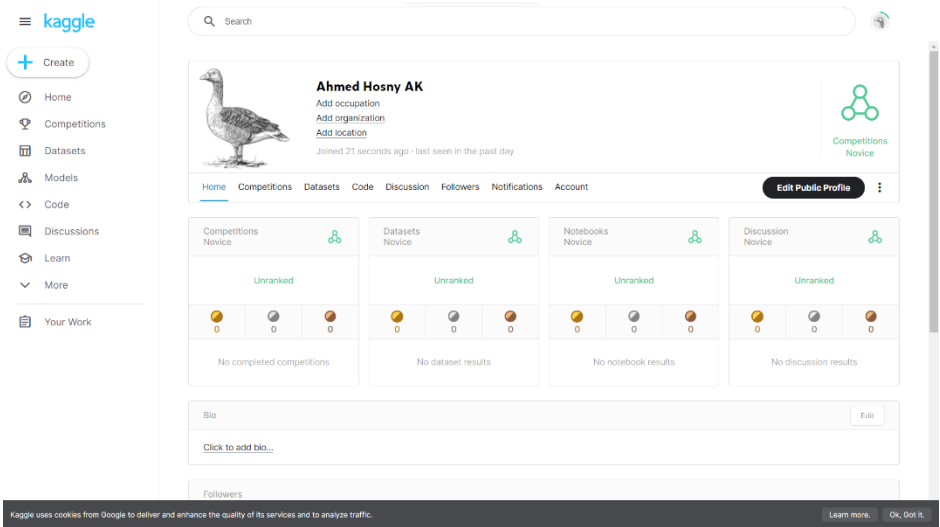 kaggle
Search
Create
Home
Competitions
Datasets
Models
Code
Discussions
Learn
More
Your Work
Ahmed Hosny AK
Add occupation
Add organization
Add location
Joined 21 seconds ago · last seen in the past day
Competitions
Novice
Home Competitions Datasets Code Discussion Followers Notifications Account Edit Public Profile
Competitions
Novice
Unranked
0 0 0
No completed competitions
Datasets
Novice
Unranked
0 0 0
No dataset results
Notebooks
Novice
Unranked
0 0 0
No notebook results
Discussion
Novice
Unranked
0 0 0
No discussion results
Bio Edit
Click to add bio...
Followers
Kaggle uses cookies from Google to deliver and enhance the quality of its services and to analyze traffic. Learn more. Ok, Got it.